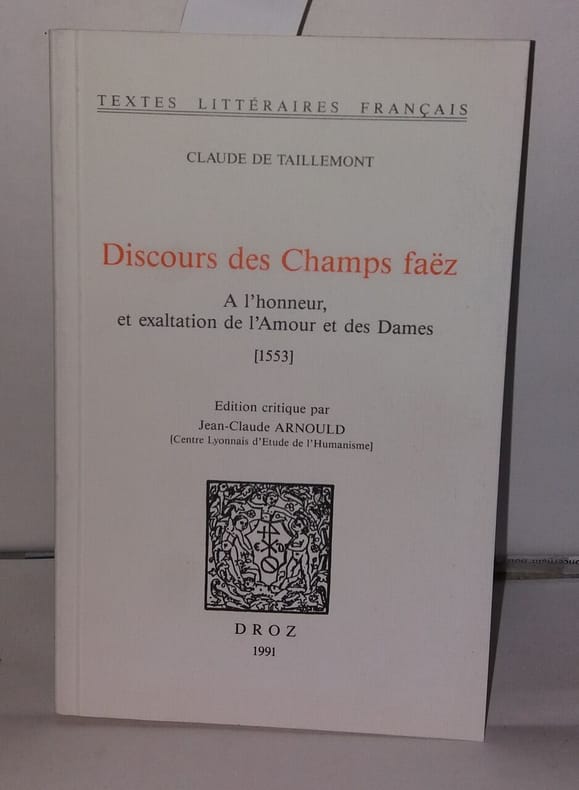 TEXTES LITTÉRAIRES FRANÇAIS
CLAUDE DE TAILLEMONT
Discours des Champs faëz
A l'honneur,
et exaltation de l'Amour et des Dames
[1553]
Edition critique par
Jean-Claude ARNOULD
[Centre Lyonnais d'Etude de l'Humanisme]
DROZ
1991